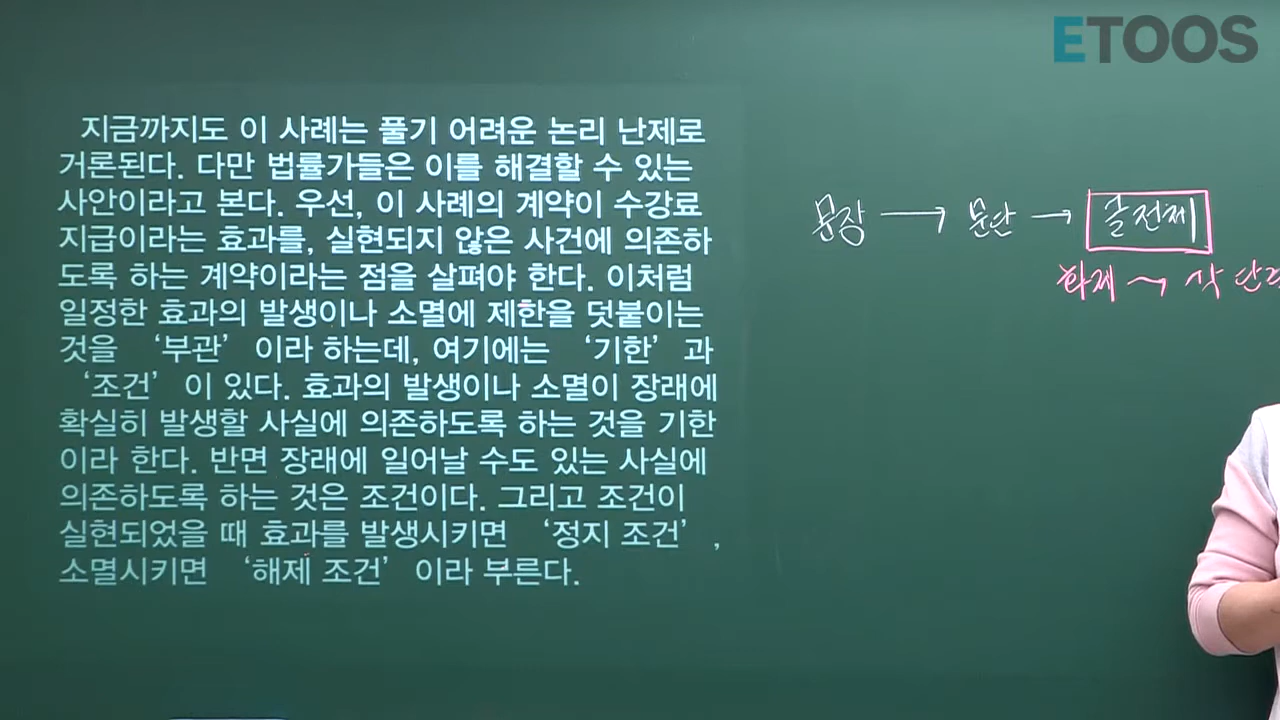 ETOOS
지금까지도 이 사례는 풀기 어려운 논리 난제로
거론된다. 다만 법률가들은 이를 해결할 수 있는
사안이라고 본다. 우선, 이 사례의 계약이 수강료
지급이라는 효과를, 실현되지 않은 사건에 의존하
도록 하는 계약이라는 점을 살펴야 한다. 이처럼
일정한 효과의 발생이나 소멸에 제한을 덧붙이는
것을 ‘부관’이라 하는데, 여기에는 ‘기한’과
‘조건’이 있다. 효과의 발생이나 소멸이 장래에
확실히 발생할 사실에 의존하도록 하는 것을 기한
이라 한다. 반면 장래에 일어날 수도 있는 사실에
의존하도록 하는 것은 조건이다. 그리고 조건이
실현되었을 때 효과를 발생시키면 ‘정지 조건’,
소멸시키면 ‘해제 조건’이라 부른다.
문장 → 문단 → 글전체
화제 →